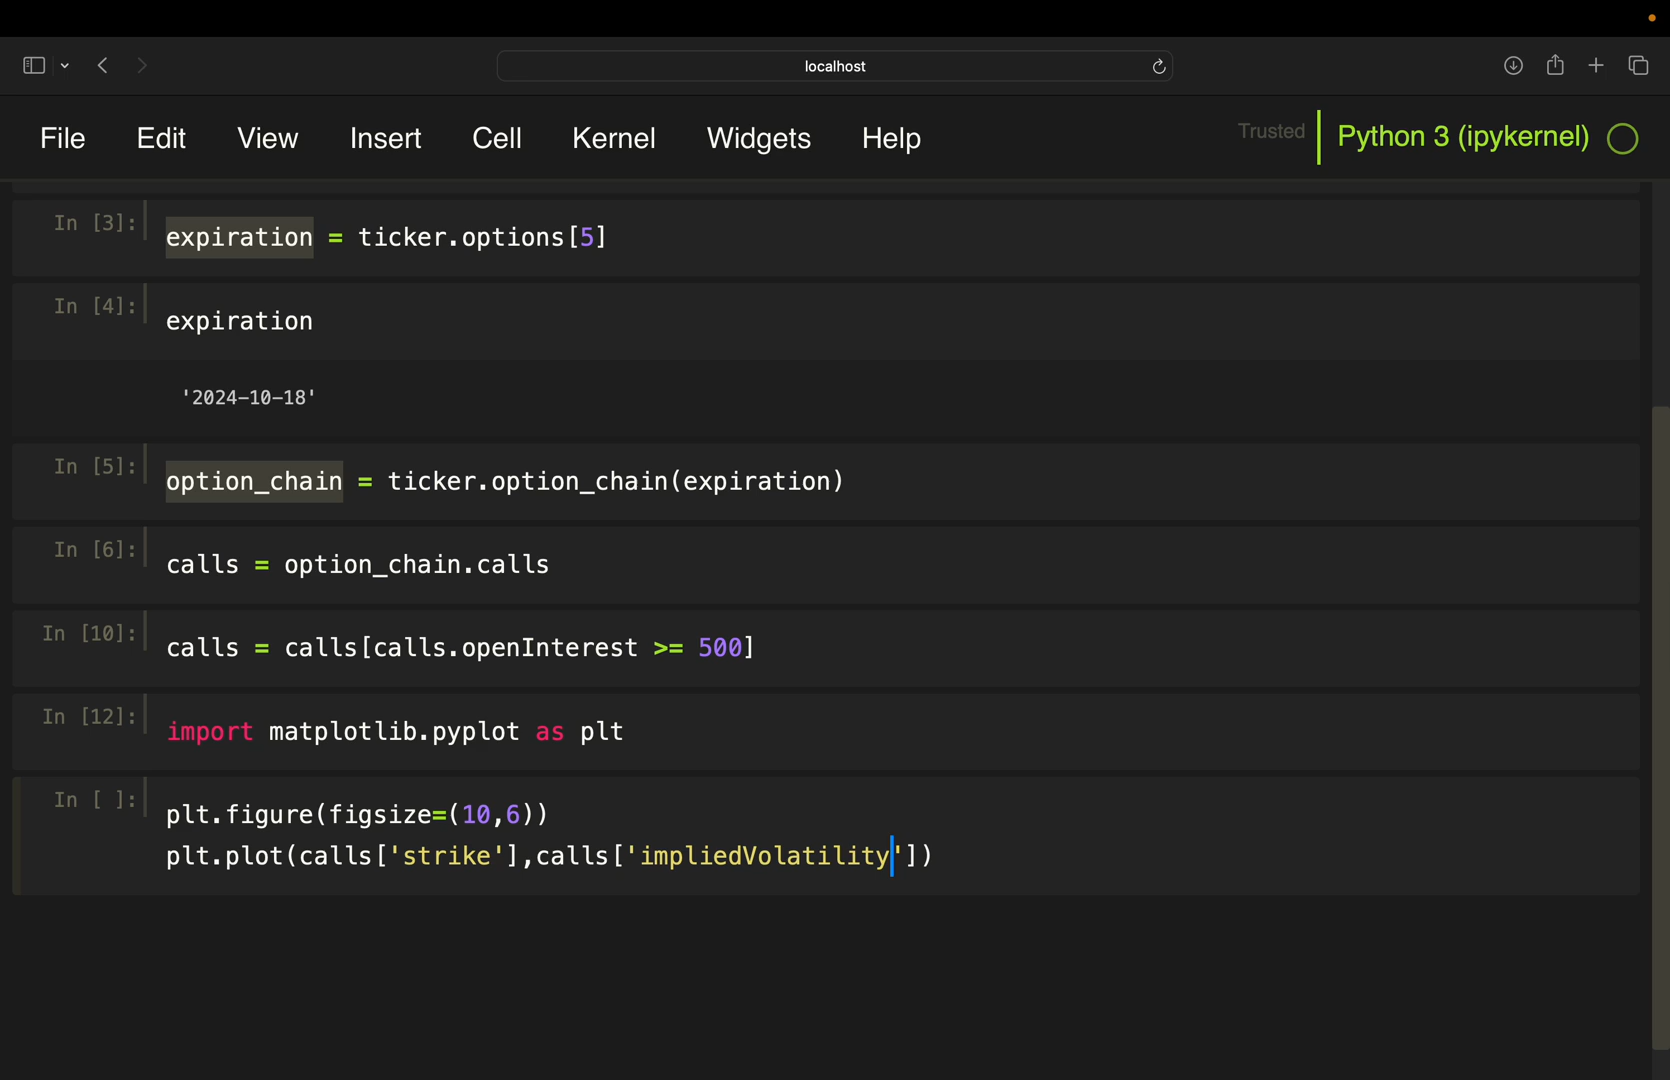 localhost
File Edit View Insert Cell Kernel Widgets Help Trusted Python 3 (ipykernel)
In [3]: expiration = ticker.options[5]
In [4]: expiration
'2024-10-18'
In [5]: option_chain = ticker.option_chain(expiration)
In [6]: calls = option_chain.calls
In [10]: calls = calls[calls.openInterest >= 500]
In [12]: import matplotlib.pyplot as plt
In [ ]: plt.figure(figsize=(10,6))
plt.plot(calls['strike'],calls['impliedVolatility'])